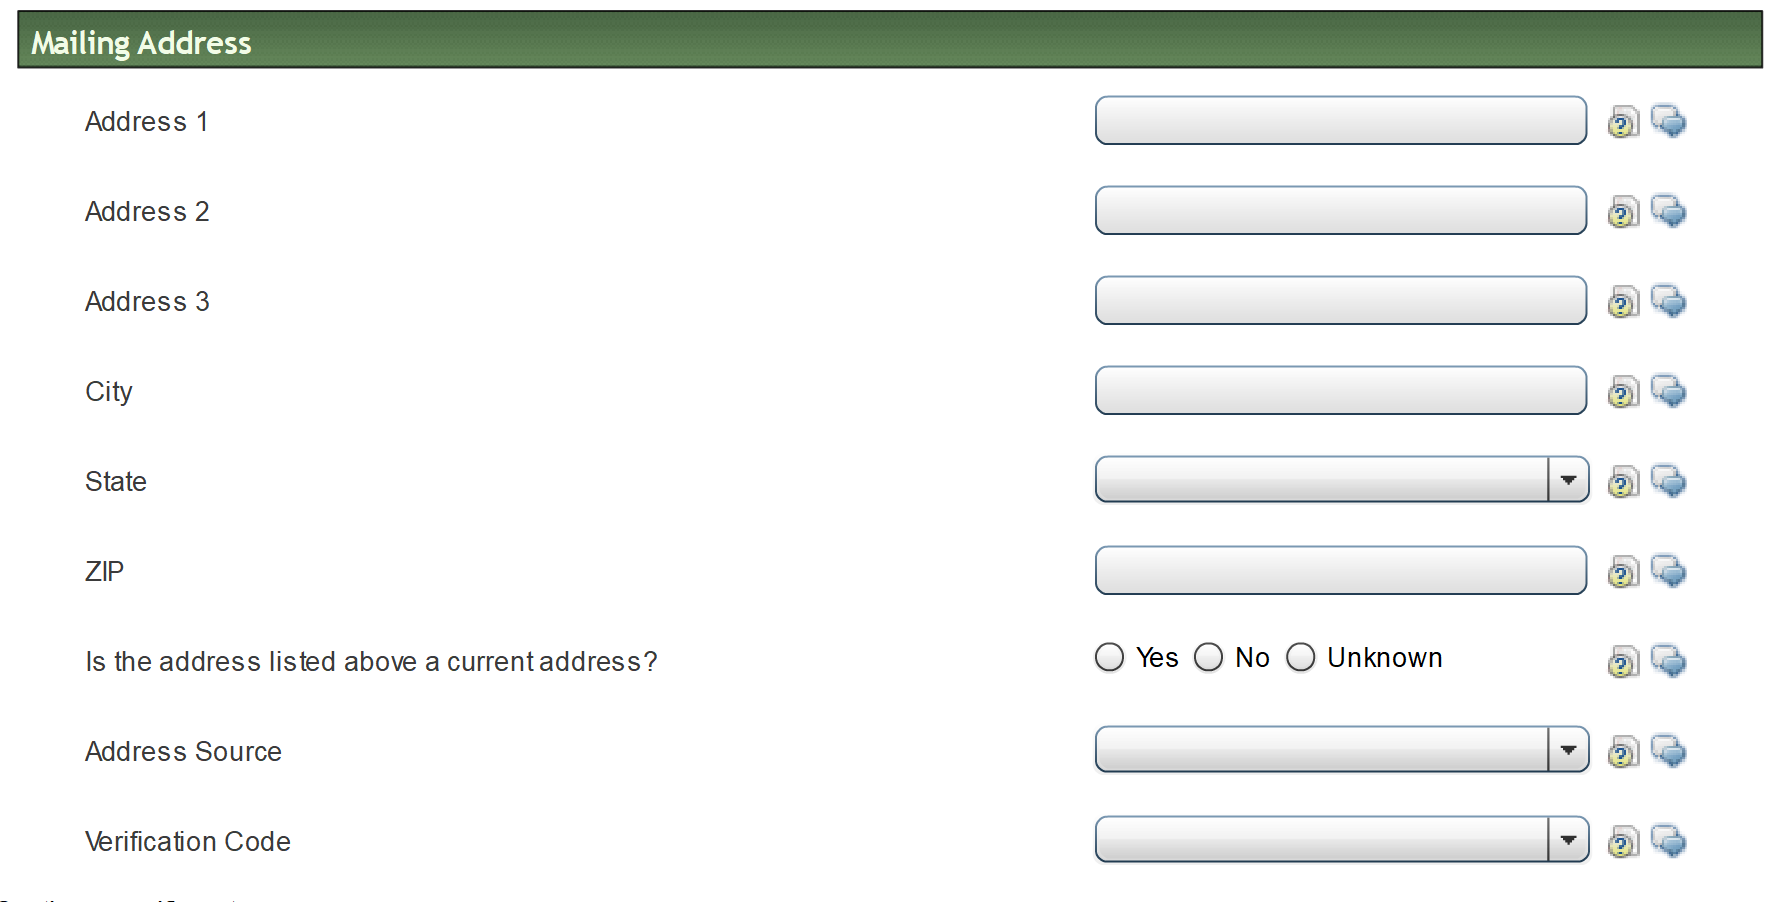 Mailing Address
Address 1
Address 2
Address 3
City
State
ZIP
Is the address listed above a current address? Yes No Unknown
Address Source
Verification Code